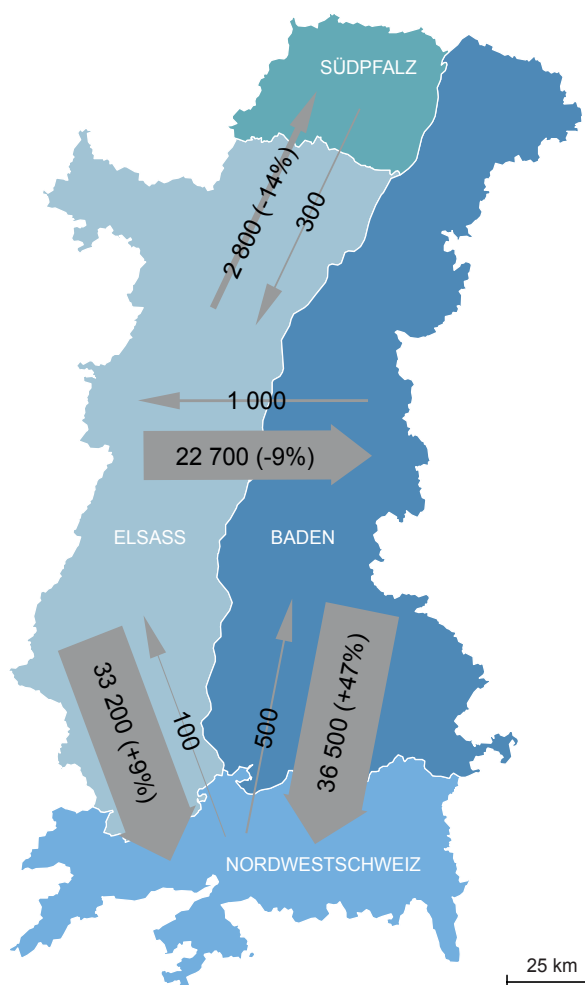 SÜDPFALZ
2 800 (-14%)
300
1 000
22 700 (-9%)
ELSASS
BADEN
33 200 (+9%)
100
500
36 500 (+47%)
NORDWESTSCHWEIZ
25 km